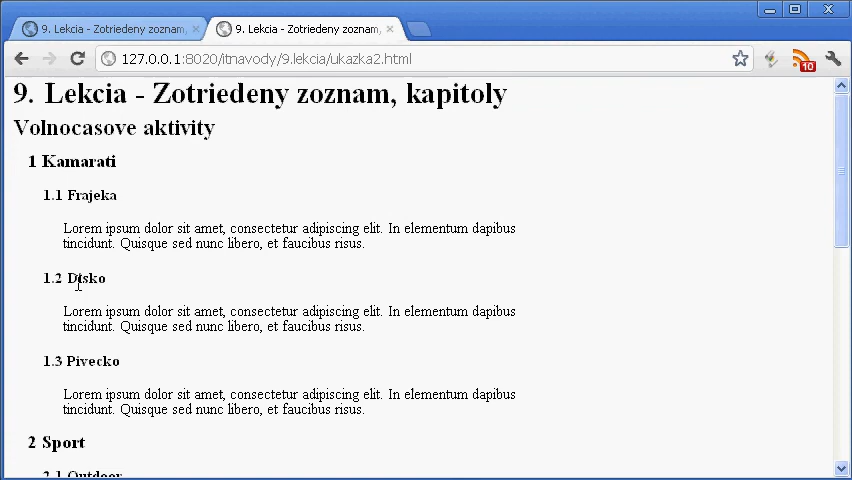 9. Lekcia - Zotriedeny zoznam,
9. Lekcia - Zotriedeny zoznam,
127.0.0.1:8020/itnavody/9.lekcia/ukazka2.html
10
9. Lekcia - Zotriedeny zoznam, kapitoly
Volnocasove aktivity
1 Kamarati
1.1 Frajeka
Lorem ipsum dolor sit amet, consectetur adipiscing elit. In elementum dapibus
tincidunt. Quisque sed nunc libero, et faucibus risus.
1.2 Disko
Lorem ipsum dolor sit amet, consectetur adipiscing elit. In elementum dapibus
tincidunt. Quisque sed nunc libero, et faucibus risus.
1.3 Pivecko
Lorem ipsum dolor sit amet, consectetur adipiscing elit. In elementum dapibus
tincidunt. Quisque sed nunc libero, et faucibus risus.
2 Sport
2.1 Outdoor